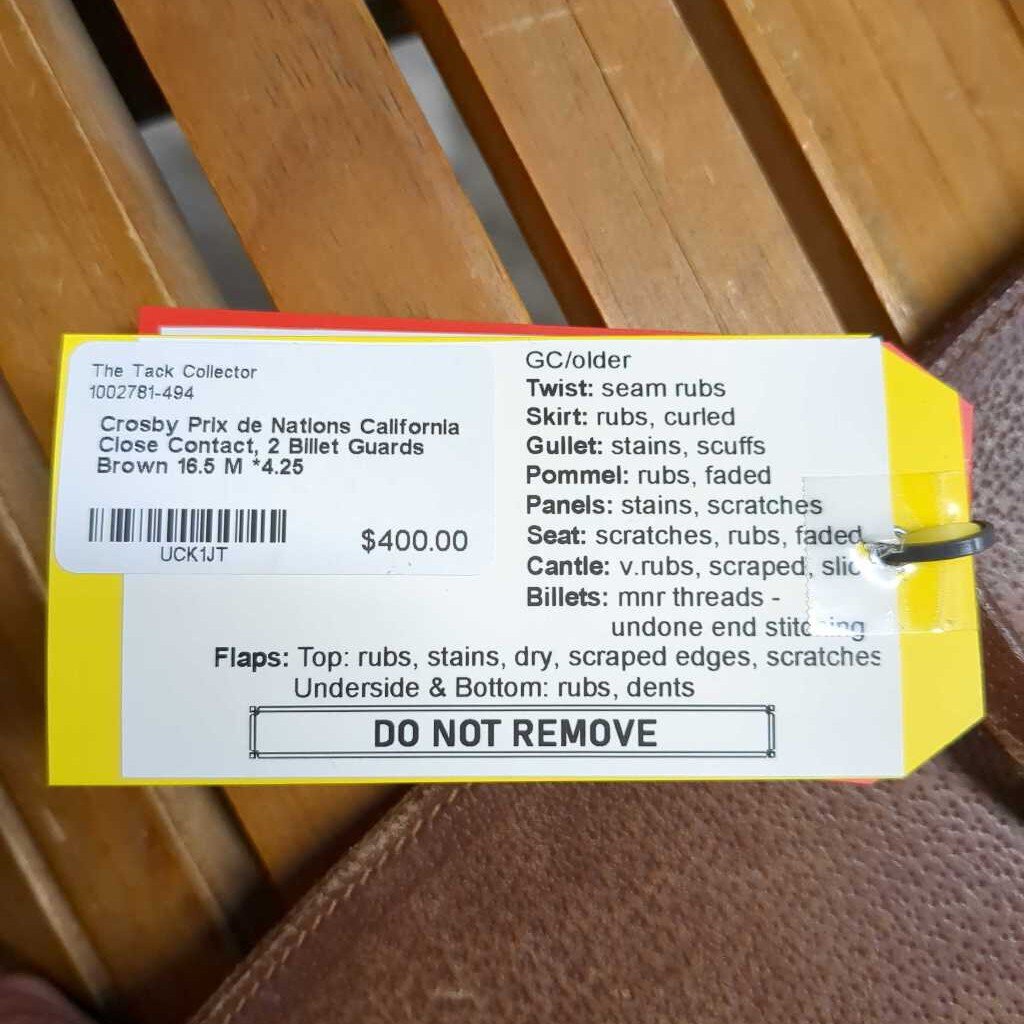 The Tack Collector
1002781-494
Crosby Prix de Nations California
Close Contact, 2 Billet Guards
Brown 16.5 M *4.25
UCK1JT
$400.00
GC/older
Twist: seam rubs
Skirt: rubs, curled
Gullet: stains, scuffs
Pommel: rubs, faded
Panels: stains, scratches
Seat: scratches, rubs, faded
Cantle: v.rubs, scraped,
Billets: mnr threads -
undone end stitching
Flaps: Top: rubs, stains, dry, scraped edges, scratches
Underside & Bottom: rubs, dents
DO NOT REMOVE